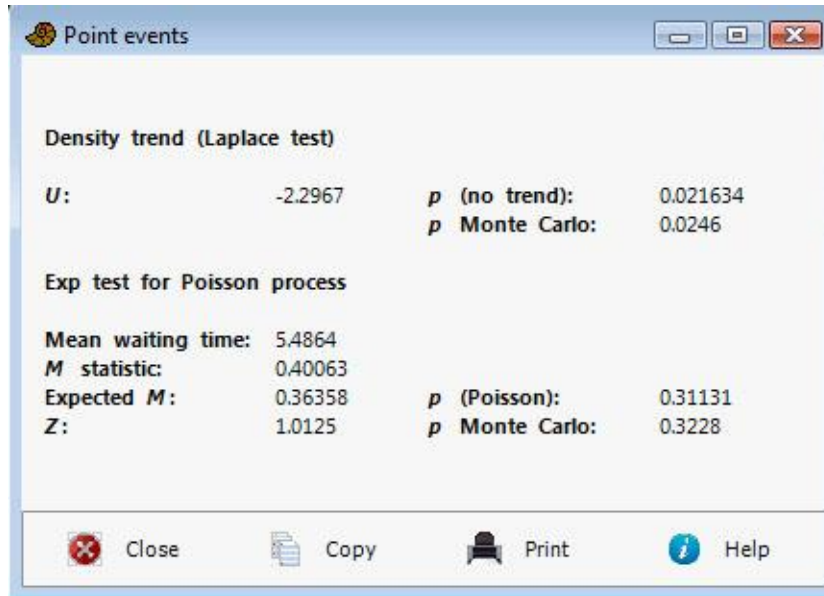 Point events
Density trend (Laplace test)
U: -2.2967 p (no trend): 0.021634
p Monte Carlo: 0.0246
Exp test for Poisson process
Mean waiting time: 5.4864
M statistic: 0.40063
Expected M: 0.36358 p (Poisson): 0.31131
Z: 1.0125 p Monte Carlo: 0.3228
Close Copy Print Help